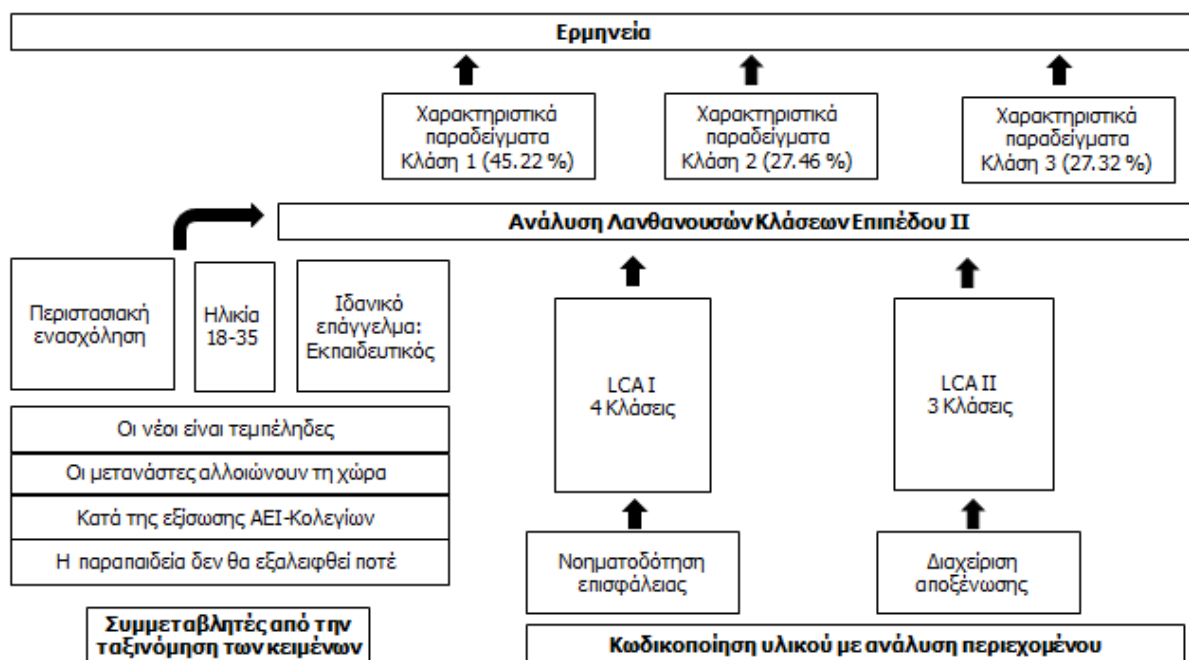 Ερμηνεία
Χαρακτηριστικά
παραδείγματα
Κλάση 1 (45.22 %)
Χαρακτηριστικά
παραδείγματα
Κλάση 2 (27.46 %)
Χαρακτηριστικά
παραδείγματα
Κλάση 3 (27.32 %)
Ανάλυση Λανθανουσών Κλάσεων Επιπέδου II
Περιστασιακή
ενασχόληση
Ηλικία
18-35
Ιδανικό
επάγγελμα:
Εκπαιδευτικός
LCA I
4 Κλάσεις
LCA II
3 Κλάσεις
Οι νέοι είναι τεμπέληδες
Οι μετανάστες αλλοιώνουν τη χώρα
Κατά της εξίσωσης ΑΕΙ-Κολεγίων
Η παραπαιδεία δεν θα εξαλειφθεί ποτέ
Νοηματοδότηση
επισφάλειας
Διαχείριση
αποξένωσης
Συμμεταβλητές από την
ταξινόμηση των κειμένων
Κωδικοποίηση υλικού με ανάλυση περιεχομένου